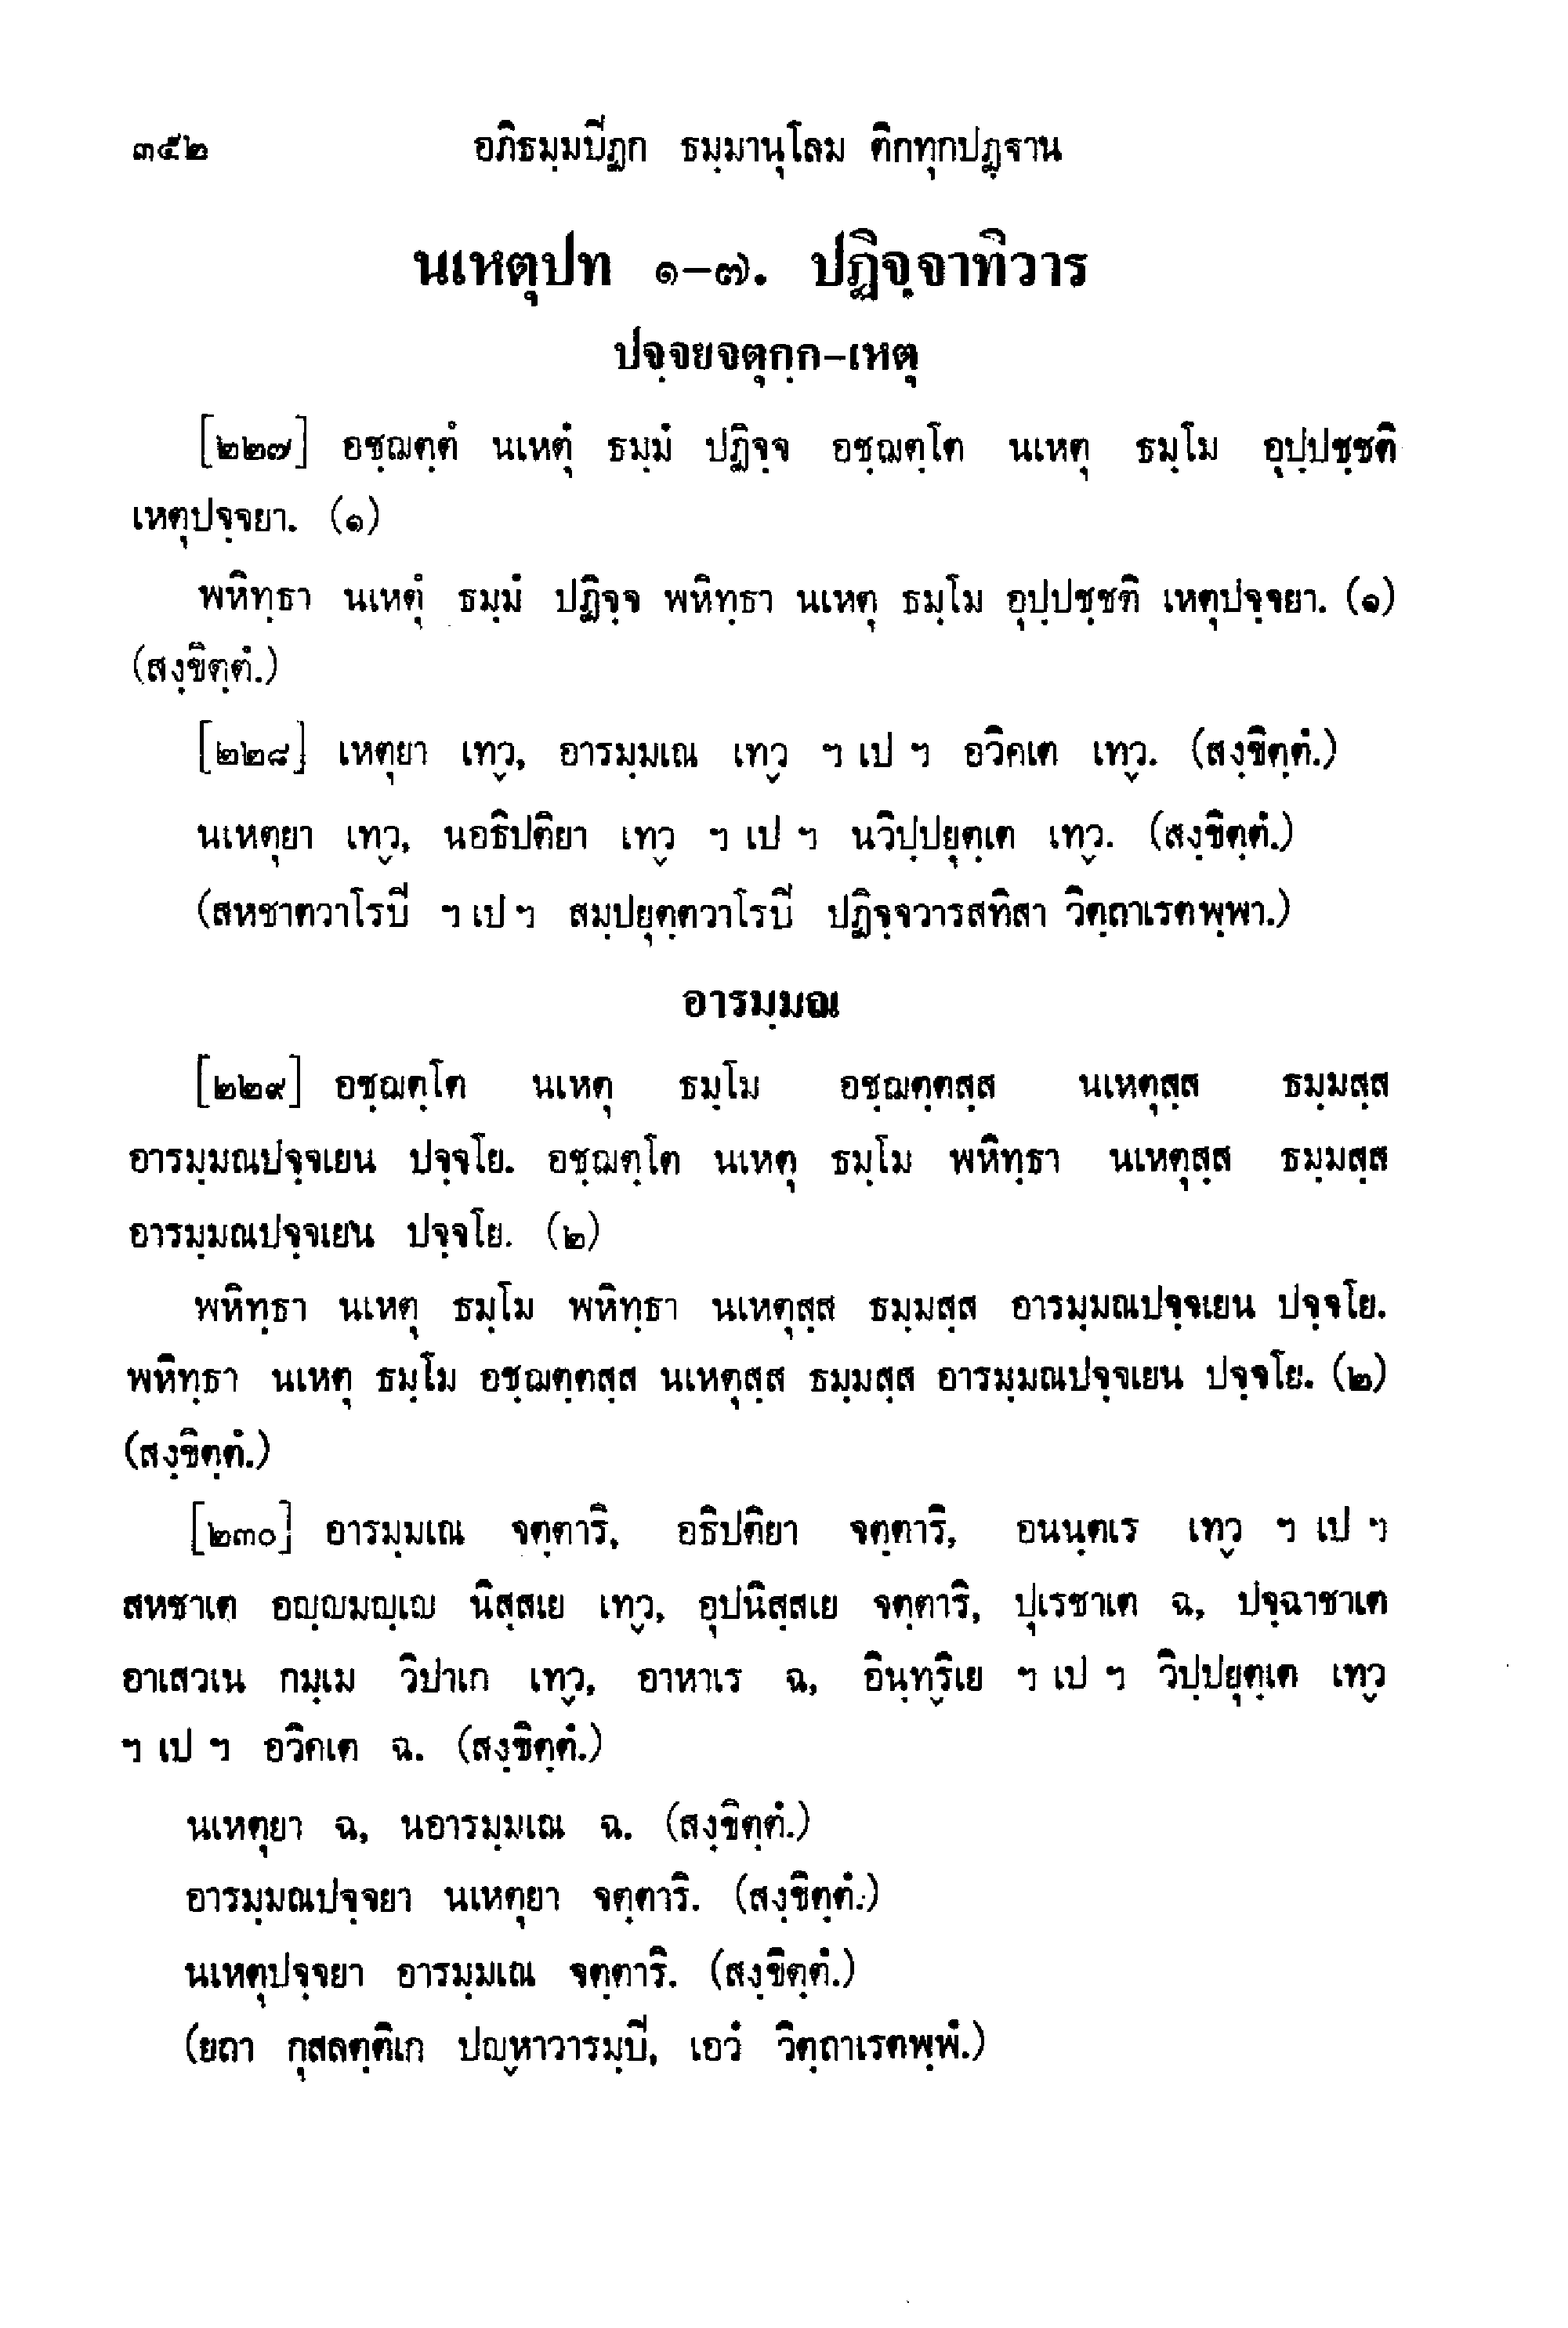 ๓๕๒ อภิธมฺมปิฏก ธมฺมานุโลม ติกทุกปฏฺฐาน
นเหตุปท ๑-๗. ปฏิจฺจาทิวาร
ปจฺจยจตุกฺก-เหตุ
[๒๒๗] อชฺฌตฺตํ นเหตุํ ธมฺมํ ปฏิจฺจ อชฺฌตฺโต นเหตุ ธมฺโม อุปฺปชฺชติ
เหตุปจฺจยา. (๑)
พหิทฺธา นเหตุํ ธมฺมํ ปฏิจฺจ พหิทฺธา นเหตุ ธมฺโม อุปฺปชฺชติ เหตุปจฺจยา. (๑)
(สงฺขิตฺตํ.)
[๒๒๘] เหตุยา เทฺว, อารมฺมเณ เทฺว ฯ เป ฯ อวิคเต เทฺว. (สงฺขิตฺตํ.)
นเหตุยา เทฺว, นอธิปติยา เทฺว ฯ เป ฯ นวิปฺปยุตฺเต เทฺว. (สงฺขิตฺตํ.)
(สหชาตวาโรปิ ฯ เป ฯ สมฺปยุตฺตวาโรปิ ปฏิจฺจวารสทิสา วิตฺถาเรตพฺพา.)
อารมฺมณ
[๒๒๙] อชฺฌตฺโต นเหตุ ธมฺโม อชฺฌตฺตสฺส นเหตุสฺส ธมฺมสฺส
อารมฺมณปจฺจเยน ปจฺจโย. อชฺฌตฺโต นเหตุ ธมฺโม พหิทฺธา นเหตุสฺส ธมฺมสฺส
อารมฺมณปจฺจเยน ปจฺจโย. (๒)
พหิทฺธา นเหตุ ธมฺโม พหิทฺธา นเหตุสฺส ธมฺมสฺส อารมฺมณปจฺจเยน ปจฺจโย.
พหิทฺธา นเหตุ ธมฺโม อชฺฌตฺตสฺส นเหตุสฺส ธมฺมสฺส อารมฺมณปจฺจเยน ปจฺจโย. (๒)
(สงฺขิตฺตํ.)
[๒๓๐] อารมฺมเณ จตฺตาริ, อธิปติยา จตฺตาริ, อนนฺตเร เทฺว ฯ เป ฯ
สหชาเต อญฺญมญฺเญ นิสฺสเย เทฺว, อุปนิสฺสเย จตฺตาริ, ปุเรชาเต ฉ, ปจฺฉาชาเต
อาเสวเน กมฺเม วิปาเก เทฺว, อาหาเร ฉ, อินฺทฺริเย ฯ เป ฯ วิปฺปยุตฺเต เทฺว
ฯ เป ฯ อวิคเต ฉ. (สงฺขิตฺตํ.)
นเหตุยา ฉ, นอารมฺมเณ ฉ. (สงฺขิตฺตํ.)
อารมฺมณปจฺจยา นเหตุยา จตฺตาริ. (สงฺขิตฺตํ.)
นเหตุปจฺจยา อารมฺมเณ จตฺตาริ. (สงฺขิตฺตํ.)
(ยถา กุสลตฺติเก ปญฺหาวารมฺปิ, เอวํ วิตฺถาเรตพฺพํ.)